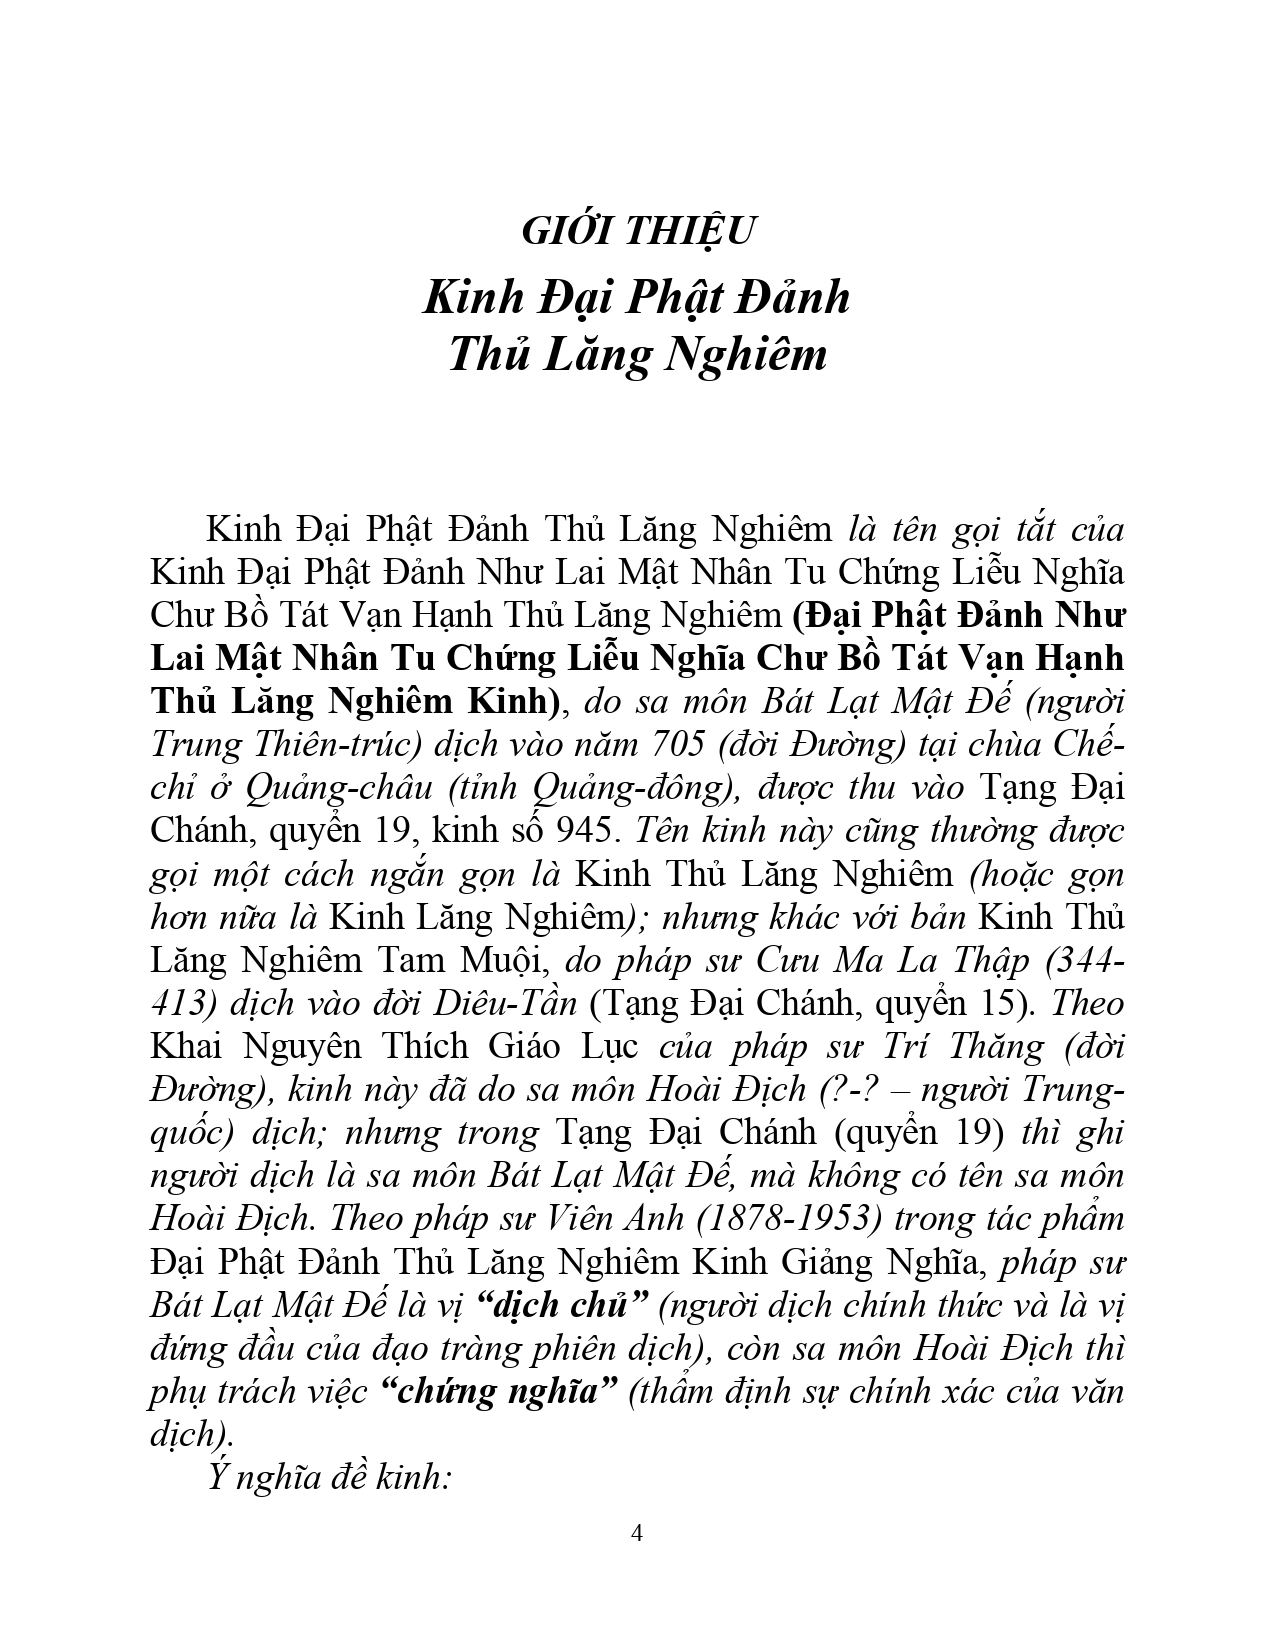 GIỚI THIỆU
Kinh Đại Phật Đảnh
Thủ Lăng Nghiêm
Kinh Đại Phật Đảnh Thủ Lăng Nghiêm là tên gọi tắt của
Kinh Đại Phật Đảnh Như Lai Mật Nhân Tu Chứng Liễu Nghĩa
Chư Bồ Tát Vạn Hạnh Thủ Lăng Nghiêm (Đại Phật Đảnh Như
Lai Mật Nhân Tu Chứng Liễu Nghĩa Chư Bồ Tát Vạn Hạnh
Thủ Lăng Nghiêm Kinh), do sa môn Bát Lạt Mật Đế (người
Trung Thiên-trúc) dịch vào năm 705 (đời Đường) tại chùa Chế-
chỉ ở Quảng-châu (tỉnh Quảng-đông), được thu vào Tạng Đại
Chánh, quyển 19, kinh số 945. Tên kinh này cũng thường được
gọi một cách ngắn gọn là Kinh Thủ Lăng Nghiêm (hoặc gọn
hơn nữa là Kinh Lăng Nghiêm); nhưng khác với bản Kinh Thủ
Lăng Nghiêm Tam Muội, do pháp sư Cưu Ma La Thập (344-
413) dịch vào đời Diêu-Tần (Tạng Đại Chánh, quyển 15). Theo
Khai Nguyên Thích Giáo Lục của pháp sư Trí Thăng (đời
Đường), kinh này đã do sa môn Hoài Địch (?-? – người Trung-
quốc) dịch; nhưng trong Tạng Đại Chánh (quyển 19) thì ghi
người dịch là sa môn Bát Lạt Mật Đế, mà không có tên sa môn
Hoài Địch. Theo pháp sư Viên Anh (1878-1953) trong tác phẩm
Đại Phật Đảnh Thủ Lăng Nghiêm Kinh Giảng Nghĩa, pháp sư
Bát Lạt Mật Đế là vị “dịch chủ” (người dịch chính thức và là vị
đứng đầu của đạo tràng phiên dịch), còn sa môn Hoài Địch thì
phụ trách việc “chứng nghĩa” (thẩm định sự chính xác của văn
dịch).
Ý nghĩa đề kinh:
4